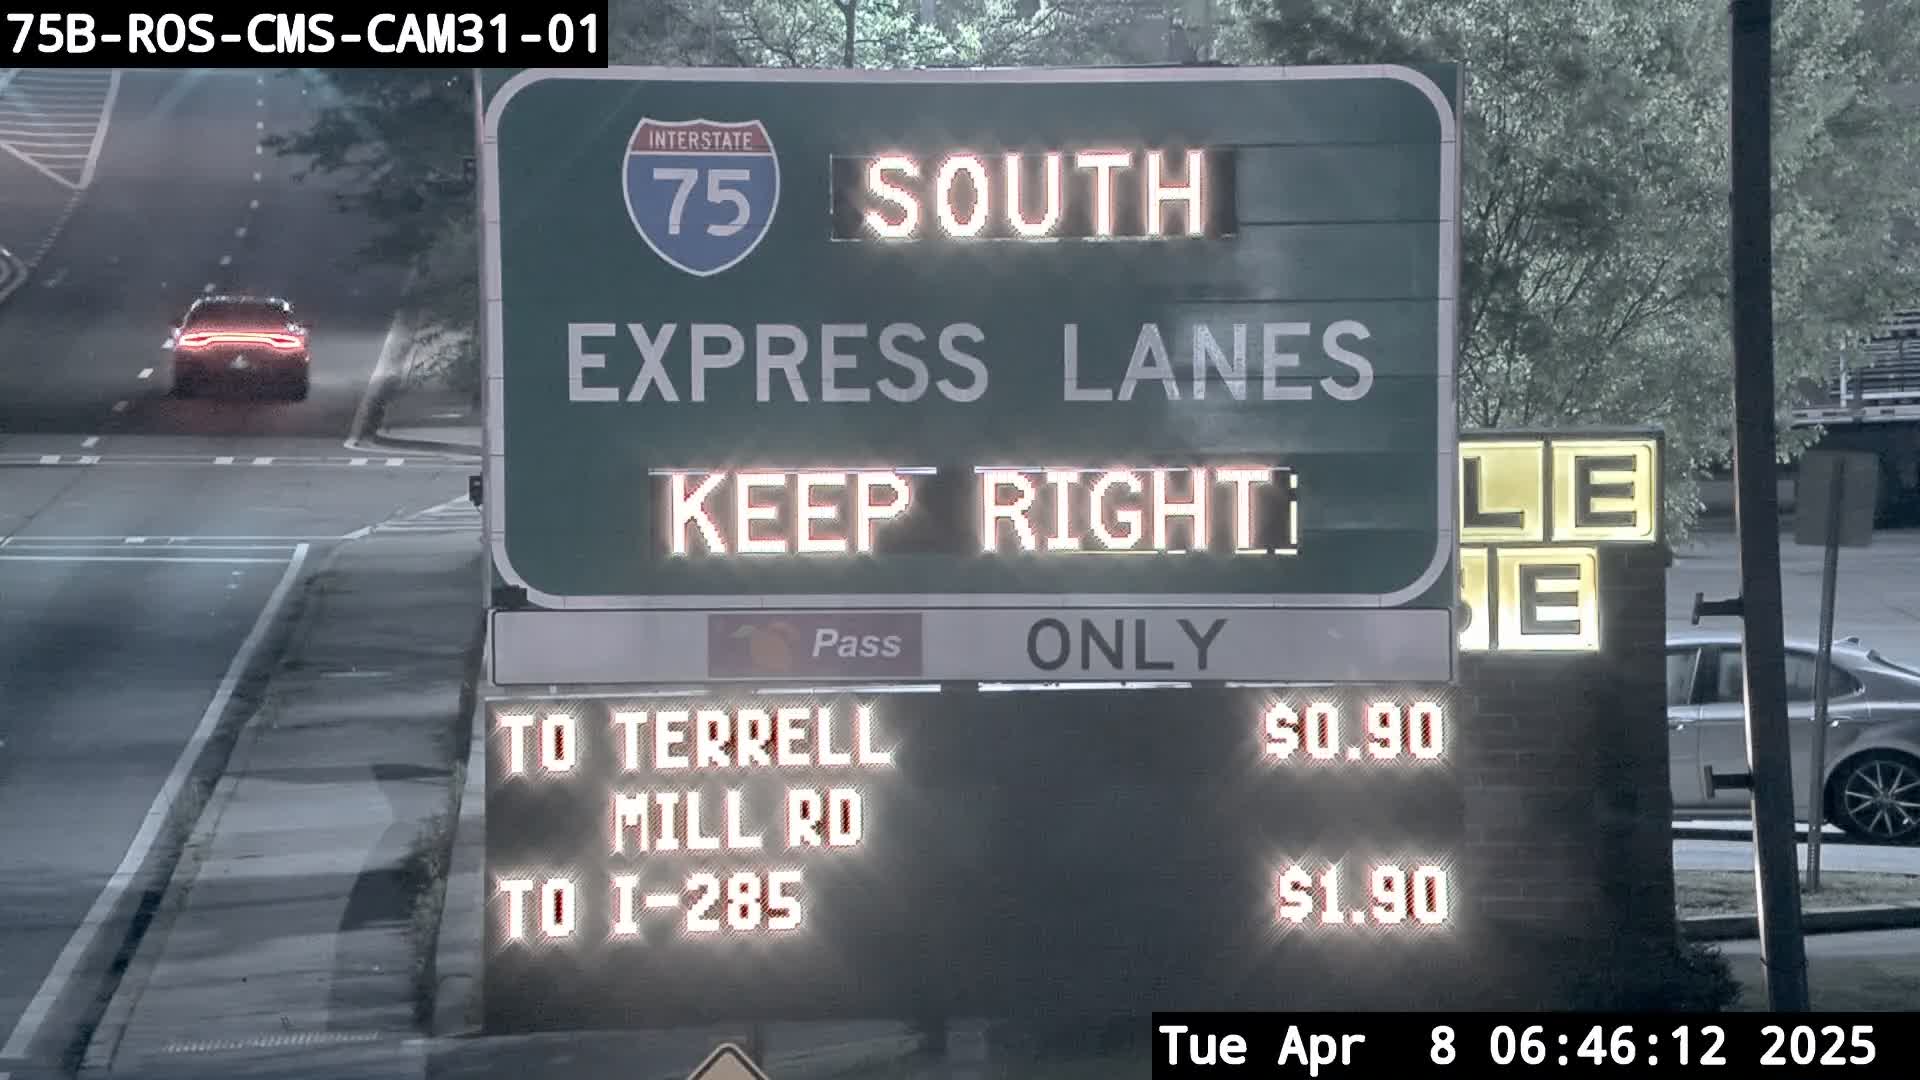 75B-ROS-CMS-CAM31-01
INTERSTATE
75
SOUTH
EXPRESS LANES
KEEP RIGHT
Pass ONLY
TO TERRELL $0.90
MILL RD
TO I-285 $1.90
LE
E
Tue Apr 8 06:46:12 2025